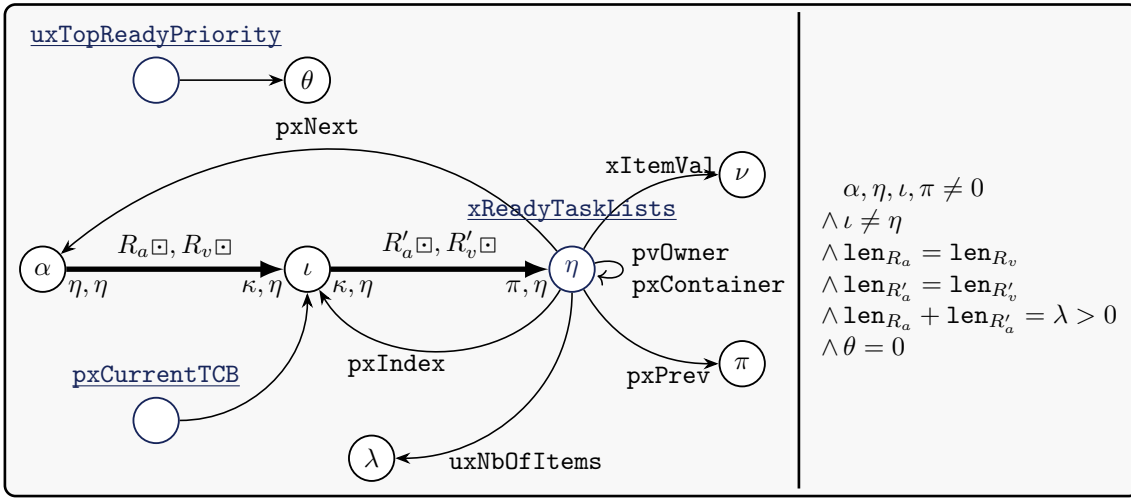 uxTopReadyPriority
θ
pxNext
xItemVal
ν
xReadyTaskLists
R_a⊡, R_v⊡
R'_a⊡, R'_v⊡
α
ι
η
pvOwner
pxContainer
η, η
κ, η
κ, η
π, η
pxIndex
pxCurrentTCB
pxPrev
π
λ
uxNbOfItems
α, η, ι, π ≠ 0
∧ ι ≠ η
∧ len_{R_a} = len_{R_v}
∧ len_{R'_a} = len_{R'_v}
∧ len_{R_a} + len_{R'_a} = λ > 0
∧ θ = 0